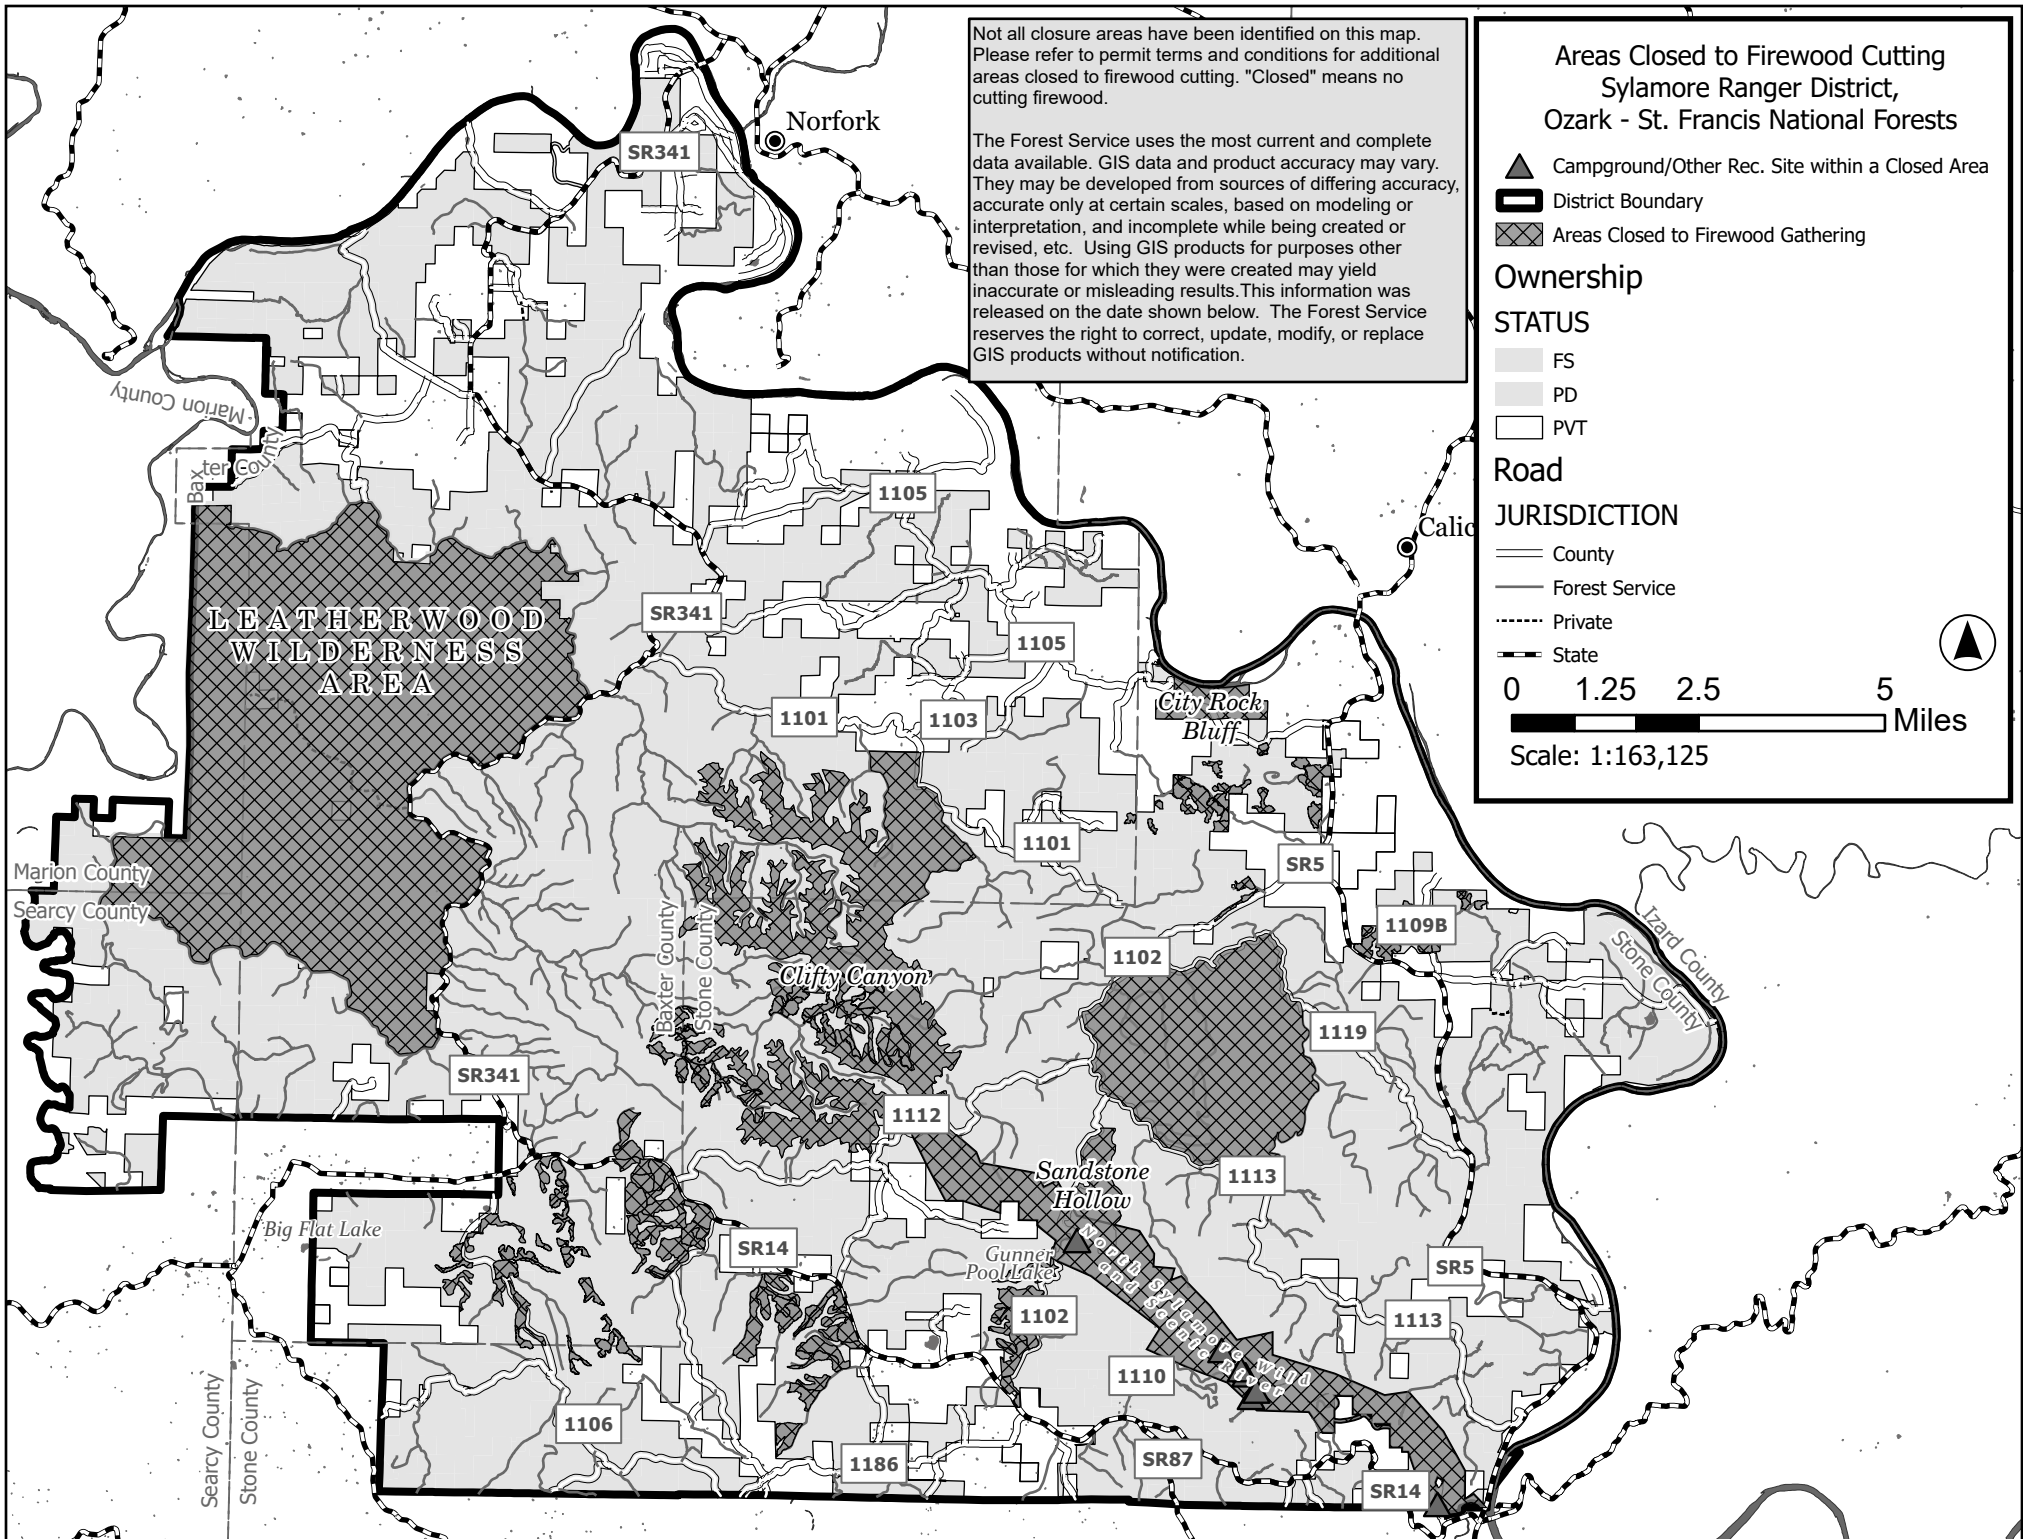 Not all closure areas have been identified on this map.
Please refer to permit terms and conditions for additional
areas closed to firewood cutting. "Closed" means no
cutting firewood.
The Forest Service uses the most current and complete
data available. GIS data and product accuracy may vary.
They may be developed from sources of differing accuracy,
accurate only at certain scales, based on modeling or
interpretation, and incomplete while being created or
revised, etc.  Using GIS products for purposes other
than those for which they were created may yield
inaccurate or misleading results.This information was
released on the date shown below.  The Forest Service
reserves the right to correct, update, modify, or replace
GIS products without notification.
Areas Closed to Firewood Cutting
Sylamore Ranger District,
Ozark - St. Francis National Forests
Campground/Other Rec. Site within a Closed Area
District Boundary
Areas Closed to Firewood Gathering
Ownership
STATUS
FS
PD
PVT
Road
JURISDICTION
County
Forest Service
Private
State
0 1.25 2.5 5
Miles
Scale: 1:163,125
Norfork
SR341
Marion County
Baxter County
1105
Calic
LEATHERWOOD
WILDERNESS
AREA
SR341
1105
City Rock
Bluff
1101
1103
1101
SR5
Marion County
Searcy County
Baxter County
Stone County
1109B
Izard County
Stone County
1102
Clifty Canyon
1119
SR341
1112
1113
Sandstone
Hollow
Big Flat Lake
SR14
Gunner
Pool Lake
North Sylamore Wild
and Scenic River
SR5
1102
1113
1110
Searcy County
Stone County
1106
1186
SR87
SR14